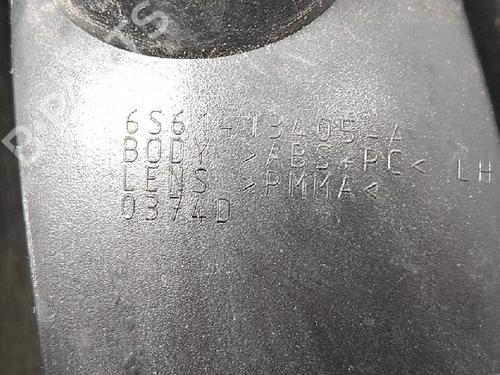 6S61-13405-A
BODY >ABS+PC< LH
LENS >PMMA<
0374D